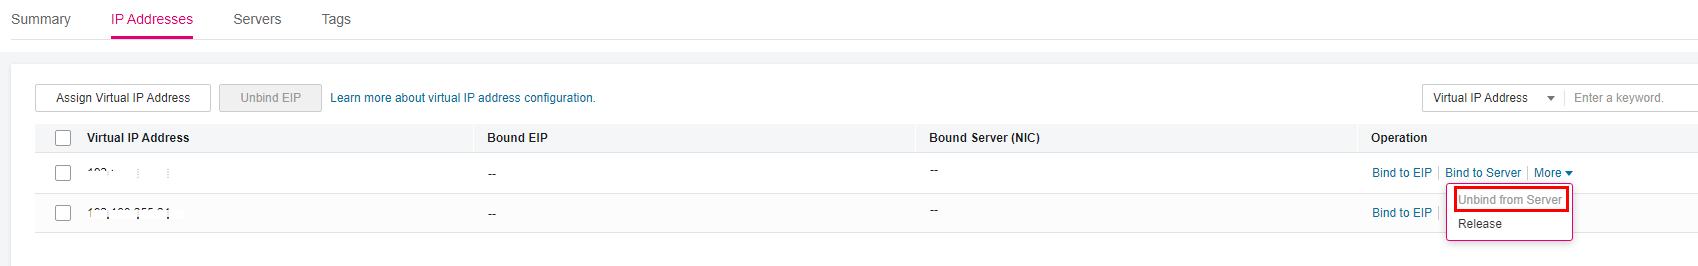 Summary IP Addresses Servers Tags
Assign Virtual IP Address Unbind EIP Learn more about virtual IP address configuration. Virtual IP Address Enter a keyword.
Virtual IP Address Bound EIP Bound Server (NIC) Operation
-- -- Bind to EIP Bind to Server More
Unbind from Server
-- -- Bind to EIP
Release